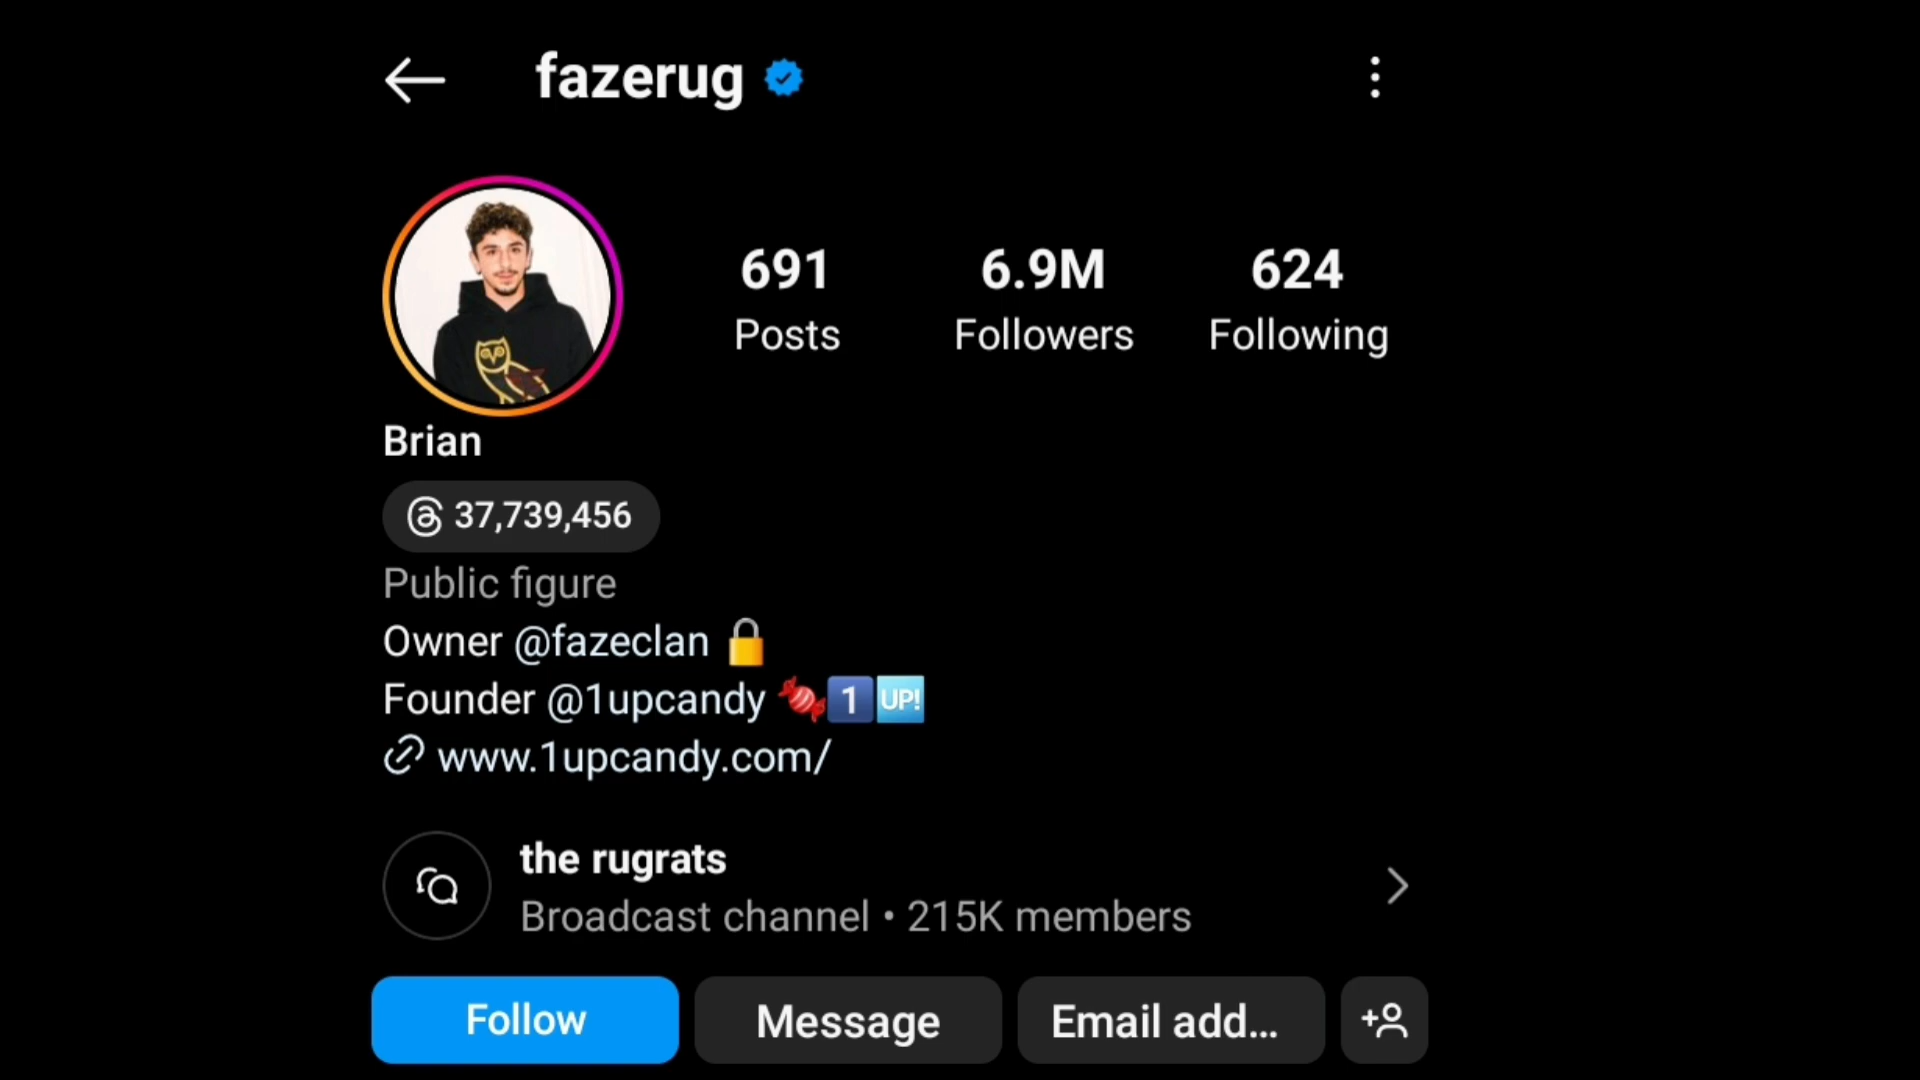 fazerug
691 6.9M 624
Posts Followers Following
Brian
37,739,456
Public figure
Owner @fazeclan 🔒
Founder @1upcandy 🍬1️⃣🆙
www.1upcandy.com/
the rugrats
Broadcast channel • 215K members
Follow Message Email add...